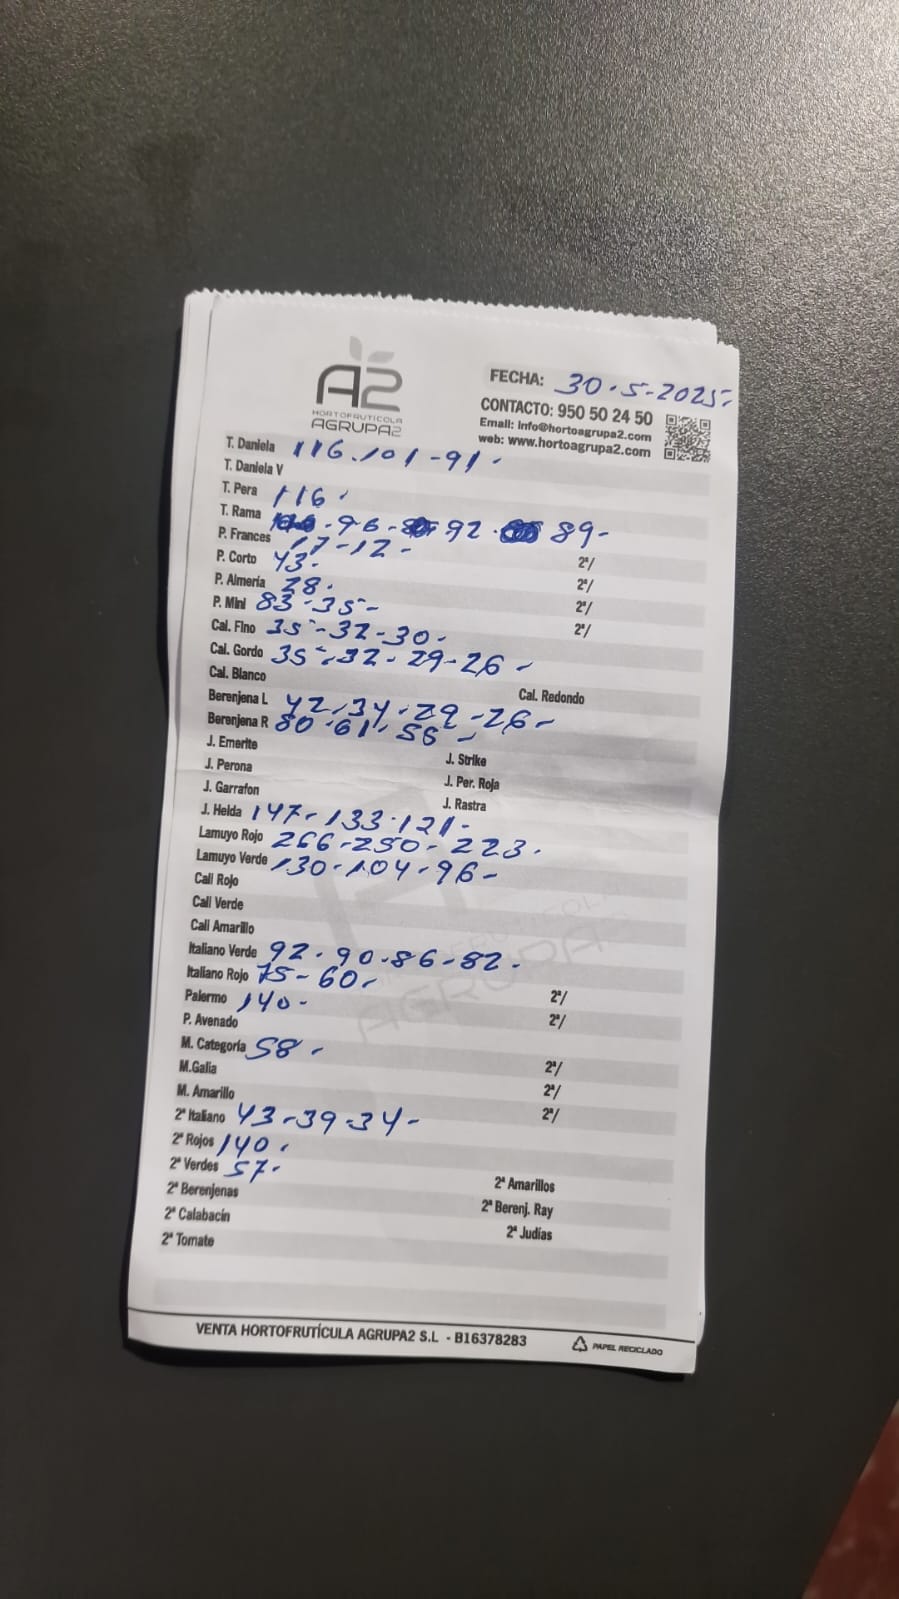 A2
HORTOFRUTICOLA
AGRUPA2
FECHA: 30-5-2025.
CONTACTO: 950 50 24 50
Email: info@hortoagrupa2.com
web: www.hortoagrupa2.com
T. Daniela 116.101-91-
T. Daniela V
T. Pera 116.
T. Rama -96- 92- 89-
P. Frances 17-12-
P. Corto 43. 2ª/
P. Almería 28. 2ª/
P. Mini 83-35- 2ª/
Cal. Fino 35-32-30- 2ª/
Cal. Gordo 35-32-29-26-
Cal. Blanco Cal. Redondo
Berenjena L 42-34-29-26-
Berenjena R 80-61-56-
J. Emerite J. Strike
J. Perona J. Per. Roja
J. Garrafon J. Rastra
J. Helda 147-133-121-
Lamuyo Rojo 266-250-223.
Lamuyo Verde 130-104-96-
Cali Rojo
Cali Verde
Cali Amarillo
Italiano Verde 92-90-86-82.
Italiano Rojo 75-60-
Palermo 140- 2ª/
P. Avenado 2ª/
M. Categoría 58-
M.Galia 2ª/
M. Amarillo 2ª/
2ª Italiano 43-39-34- 2ª/
2ª Rojos 140.
2ª Verdes 57- 2ª Amarillos
2ª Berenjenas 2ª Berenj. Ray
2ª Calabacín 2ª Judías
2ª Tomate
VENTA HORTOFRUTÍCULA AGRUPA2 S.L - B16378283
PAPEL RECICLADO